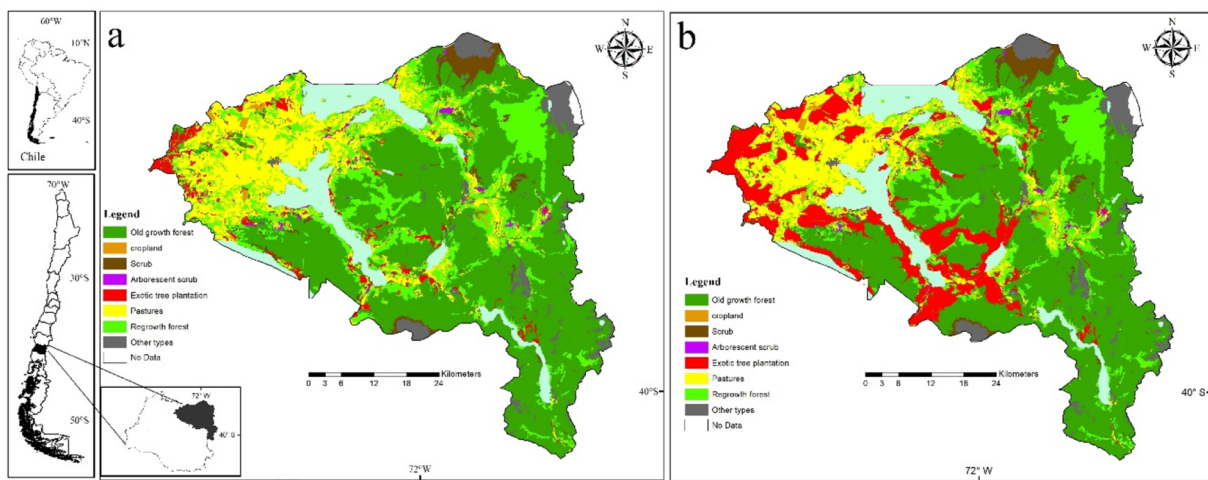 60°W
10°N
40°S
Chile
70°W
30°S
50°S
72° W
40° S
a
N
W E
S
Legend
Old growth forest
cropland
Scrub
Arborescent scrub
Exotic tree plantation
Pastures
Regrowth forest
Other types
No Data
Kilometers
0 3 6 12 18 24
40°S
72°W
b
N
W E
S
Legend
Old growth forest
cropland
Scrub
Arborescent scrub
Exotic tree plantation
Pastures
Regrowth forest
Other types
No Data
Kilometers
0 3 6 12 18 24
40° S
72° W